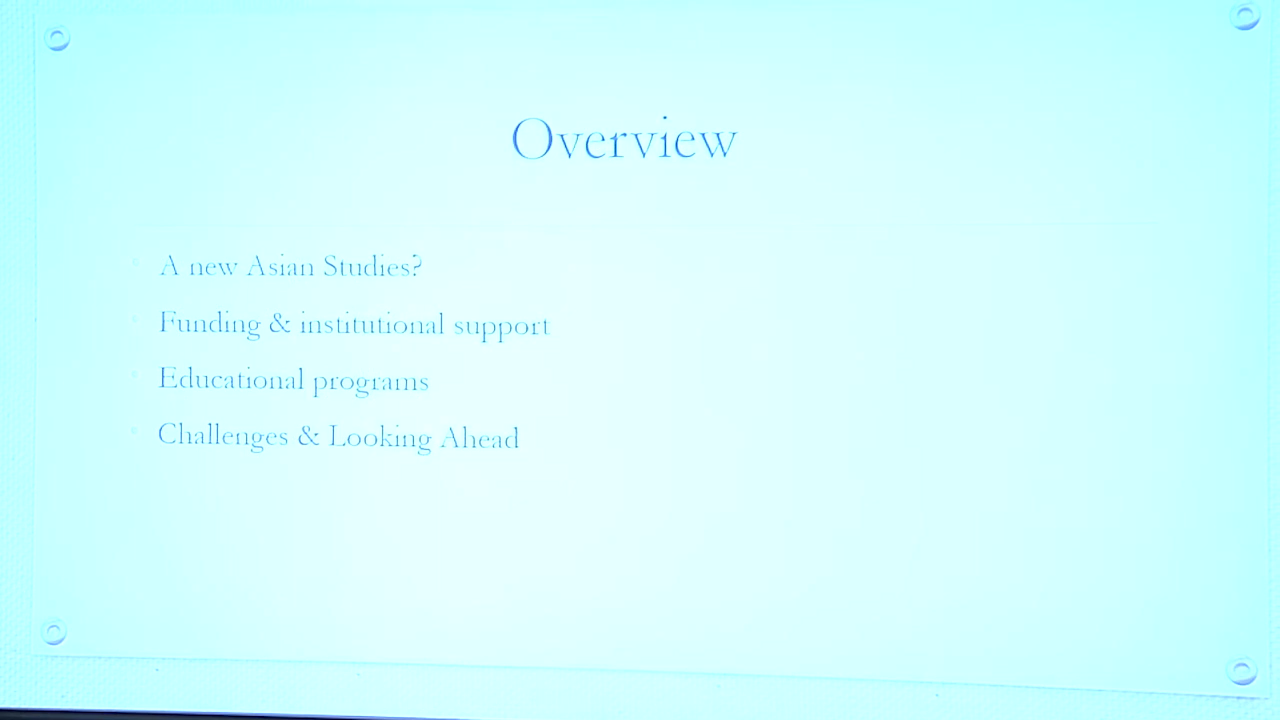 Overview
A new Asian Studies?
Funding & institutional support
Educational programs
Challenges & Looking Ahead